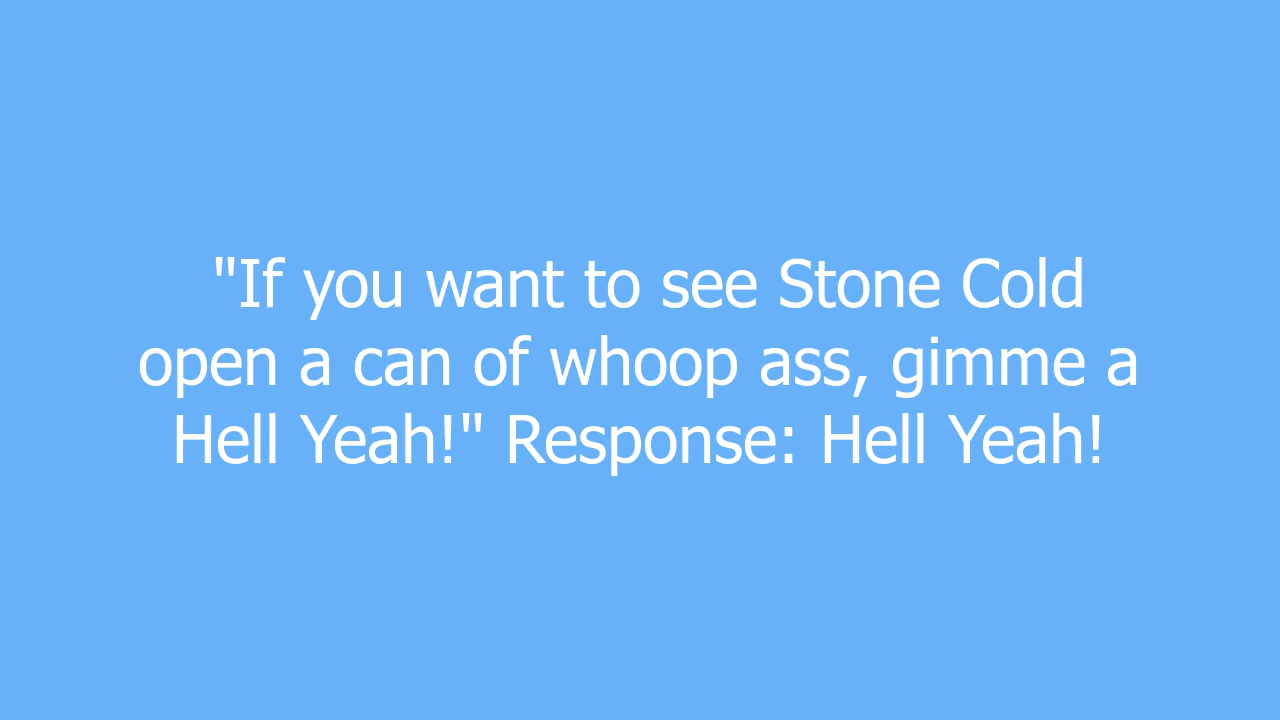 "If you want to see Stone Cold
open a can of whoop ass, gimme a
Hell Yeah!" Response: Hell Yeah!